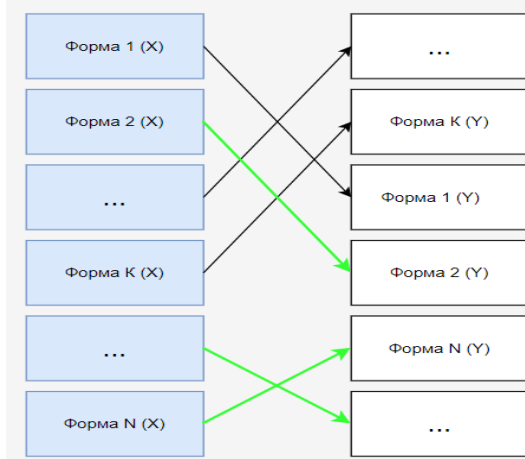 Форма 1 (X)
Форма 2 (X)
...
Форма К (X)
...
Форма N (X)
...
Форма К (Y)
Форма 1 (Y)
Форма 2 (Y)
Форма N (Y)
...